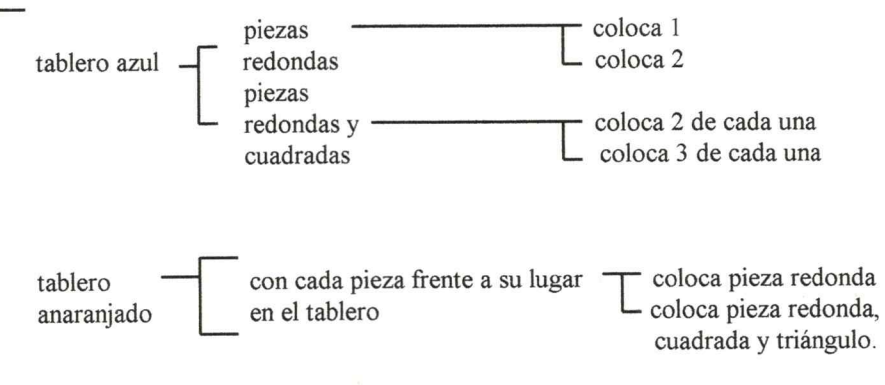 piezas coloca 1
tablero azul redondas coloca 2
piezas
redondas y coloca 2 de cada una
cuadradas coloca 3 de cada una
tablero con cada pieza frente a su lugar coloca pieza redonda
anaranjado en el tablero coloca pieza redonda,
cuadrada y triángulo.